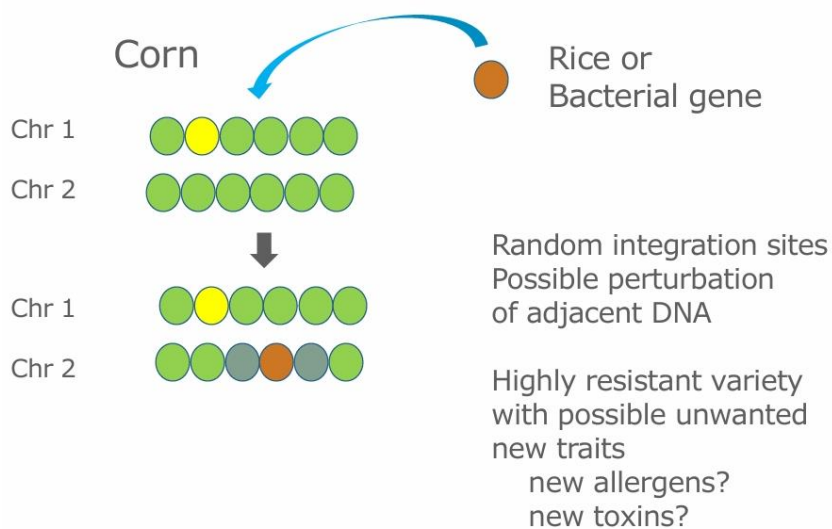 Corn
Rice or
Bacterial gene
Chr 1
Chr 2
Random integration sites
Possible perturbation
of adjacent DNA
Chr 1
Chr 2
Highly resistant variety
with possible unwanted
new traits
new allergens?
new toxins?